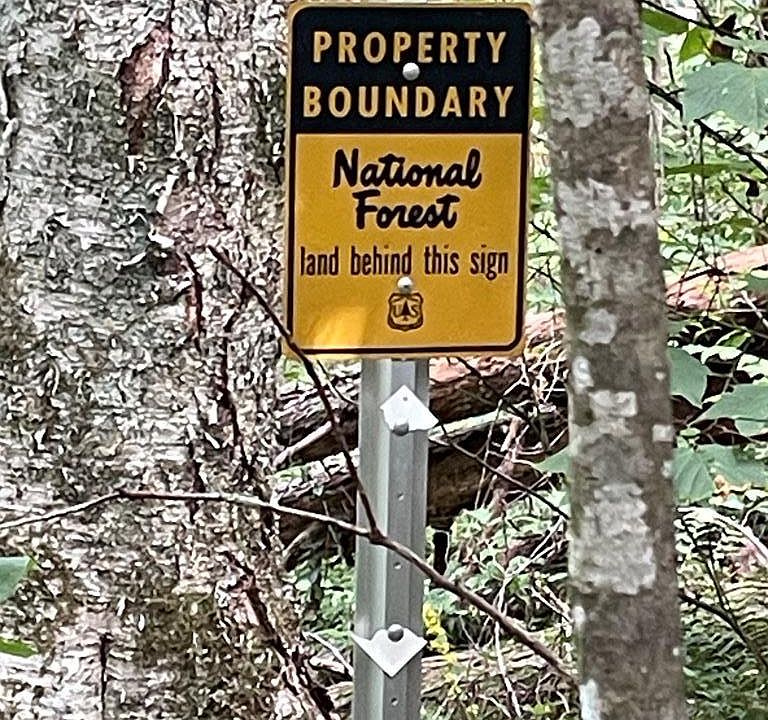 PROPERTY
BOUNDARY
National
Forest
land behind this sign
U S